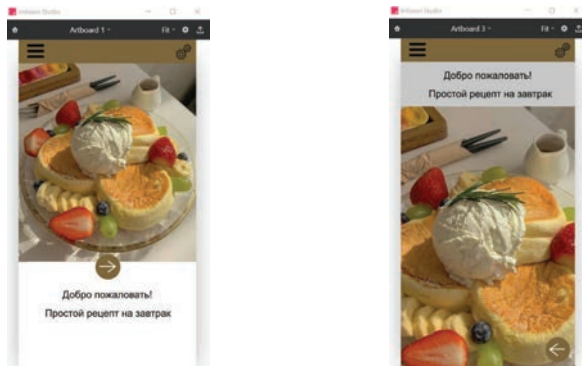 InVision Studio
Artboard 1
Fit
Добро пожаловать!
Простой рецепт на завтрак
InVision Studio
Artboard 3
Fit
Добро пожаловать!
Простой рецепт на завтрак